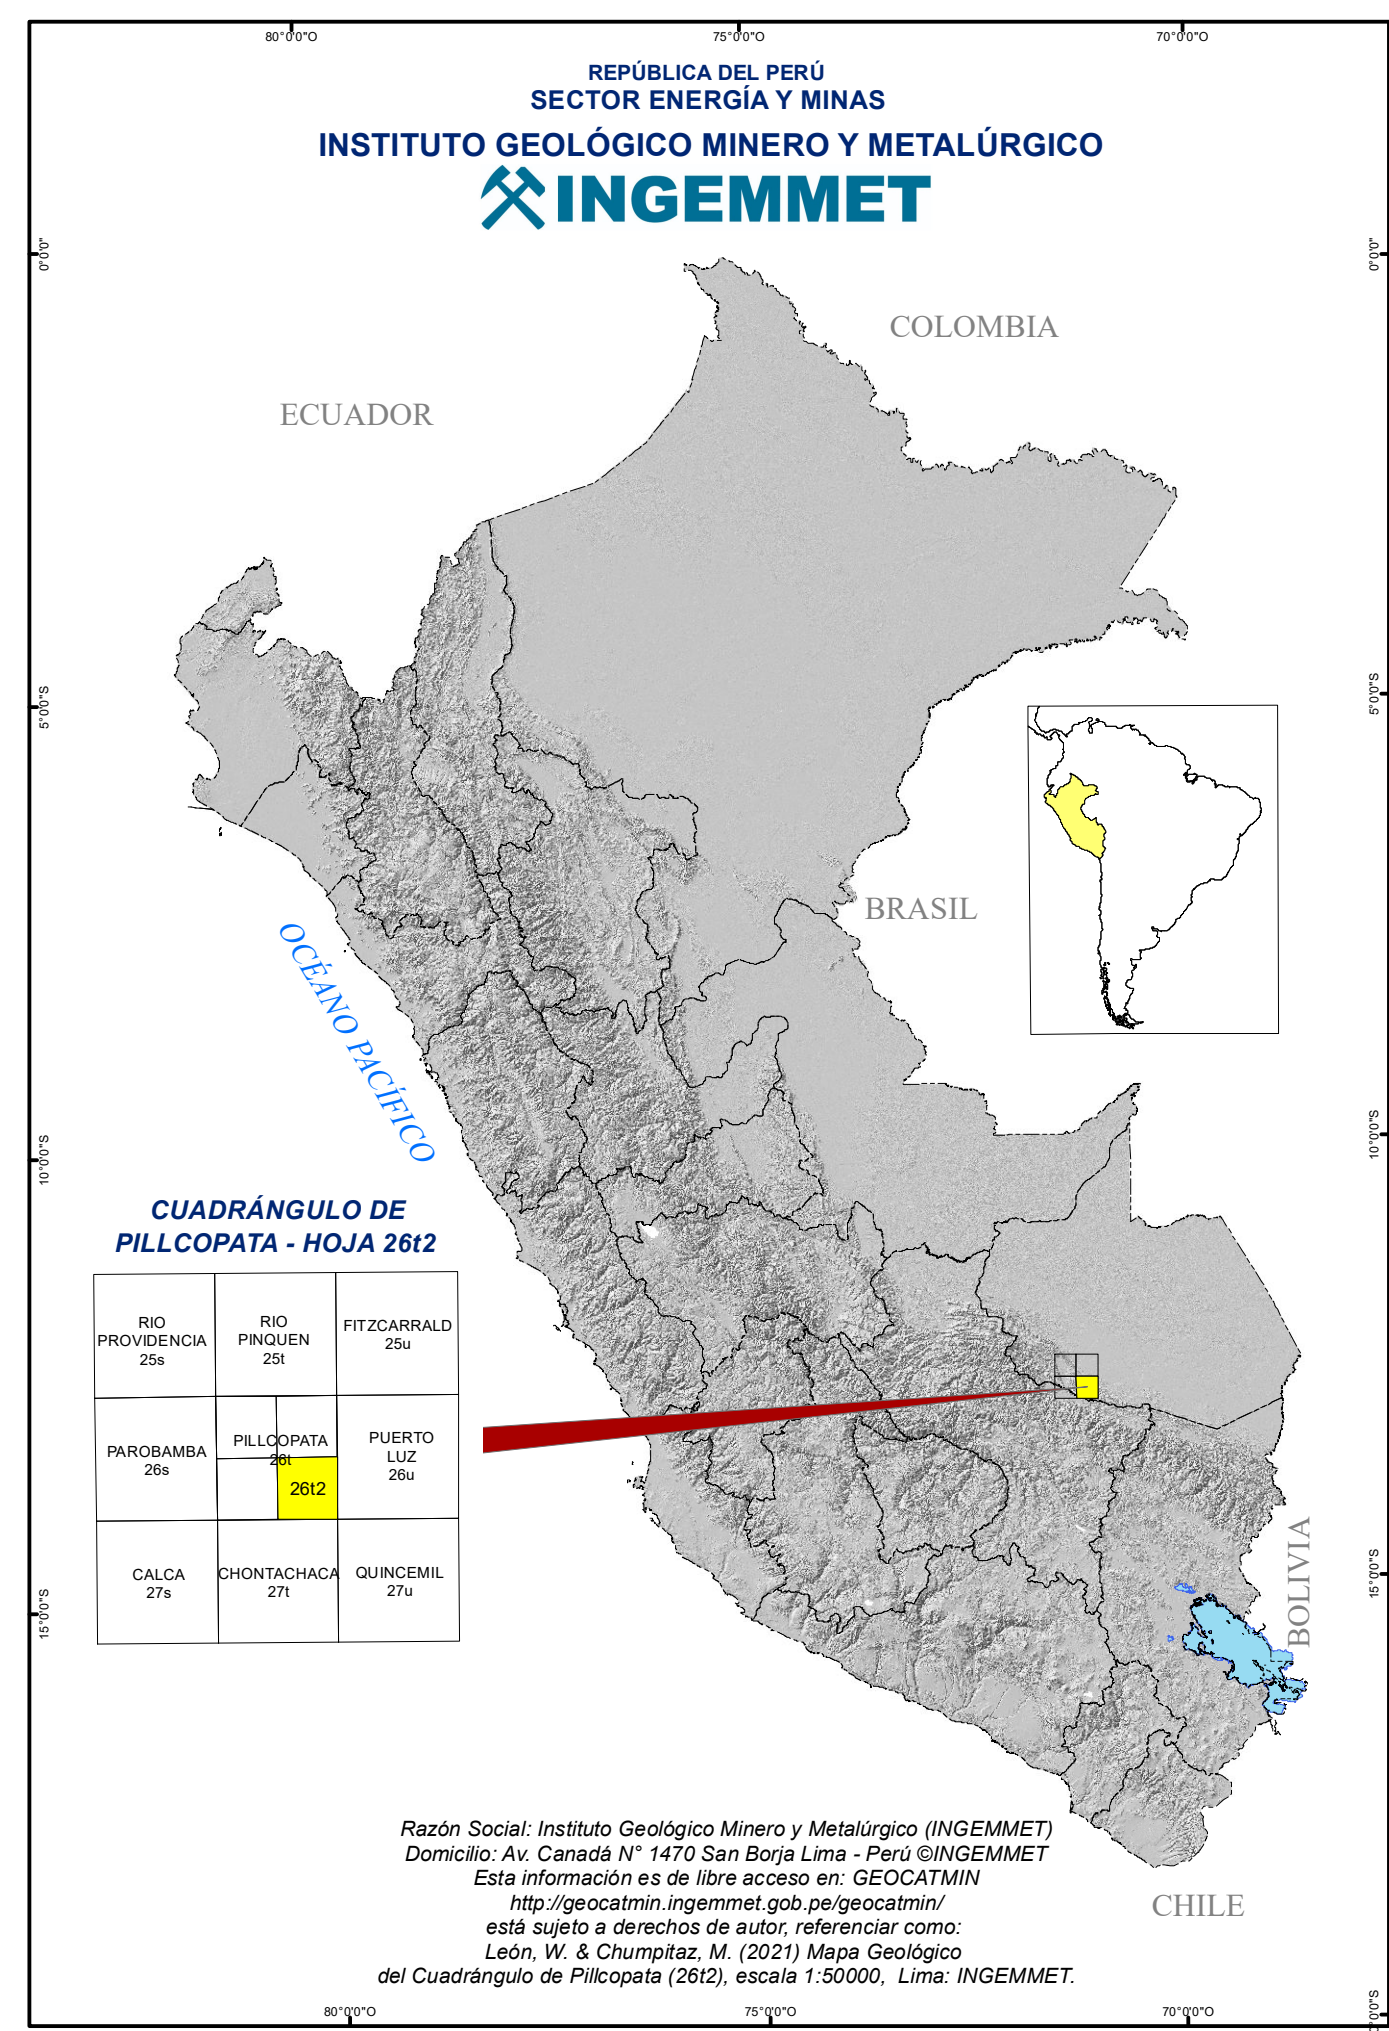 80°0'0"O
75°0'0"O
70°0'0"O
REPÚBLICA DEL PERÚ
SECTOR ENERGÍA Y MINAS
INSTITUTO GEOLÓGICO MINERO Y METALÚRGICO
INGEMMET
0°0'0"
0°0'0"
COLOMBIA
ECUADOR
5°0'0"S
5°0'0"S
BRASIL
OCÉANO PACÍFICO
10°0'0"S
10°0'0"S
CUADRÁNGULO DE
PILLCOPATA - HOJA 26t2
RIO
PROVIDENCIA
25s
RIO
PINQUEN
25t
FITZCARRALD
25u
PAROBAMBA
26s
PILLCOPATA
26t
26t2
PUERTO
LUZ
26u
CALCA
27s
CHONTACHACA
27t
QUINCEMIL
27u
15°0'0"S
15°0'0"S
BOLIVIA
Razón Social: Instituto Geológico Minero y Metalúrgico (INGEMMET)
Domicilio: Av. Canadá N° 1470 San Borja Lima - Perú ©INGEMMET
Esta información es de libre acceso en: GEOCATMIN
http://geocatmin.ingemmet.gob.pe/geocatmin/
está sujeto a derechos de autor, referenciar como:
León, W. & Chumpitaz, M. (2021) Mapa Geológico
del Cuadrángulo de Pillcopata (26t2), escala 1:50000, Lima: INGEMMET.
CHILE
80°0'0"O
75°0'0"O
70°0'0"O